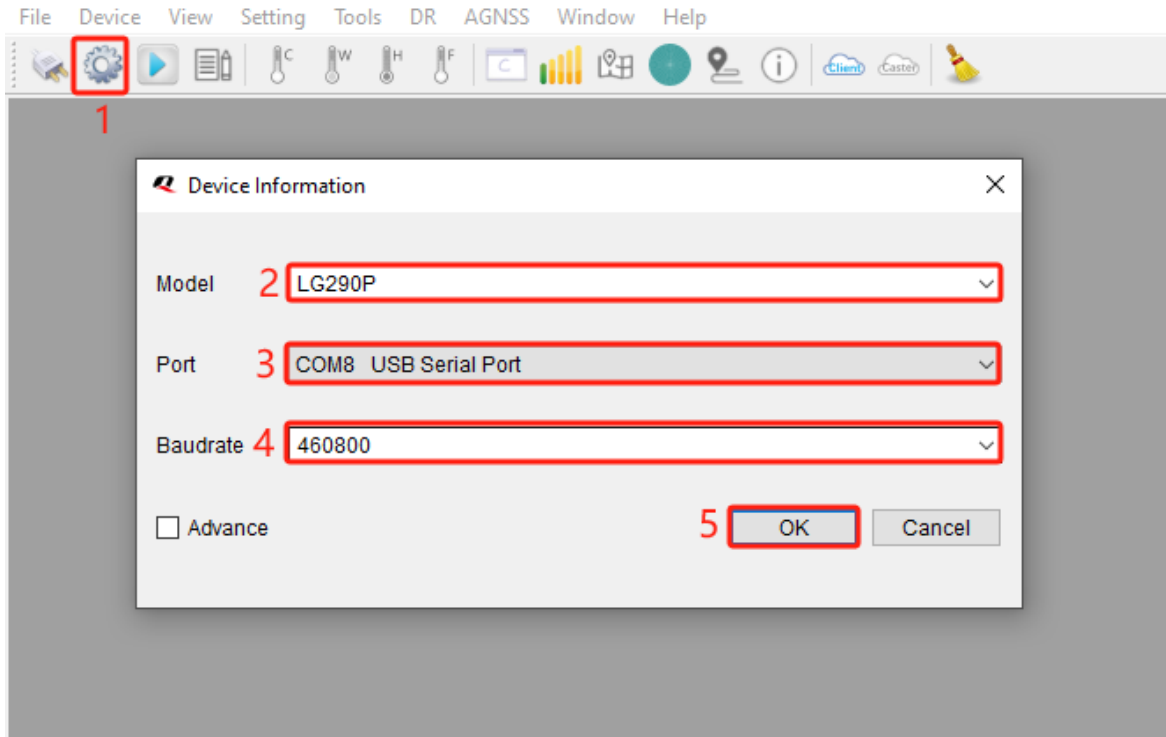 File Device View Setting Tools DR AGNSS Window Help
C W H F C i Client Caster
1
Device Information
Model 2 LG290P
Port 3 COM8 USB Serial Port
Baudrate 4 460800
Advance 5 OK Cancel